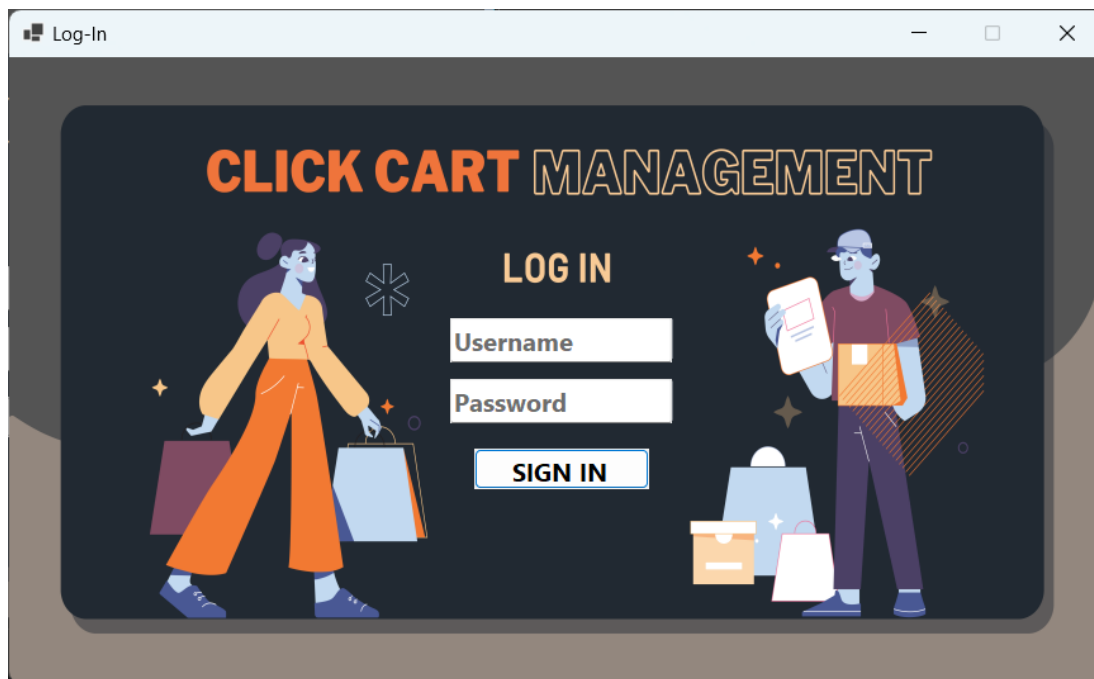 Log-In
CLICK CART MANAGEMENT
LOG IN
Username
Password
SIGN IN